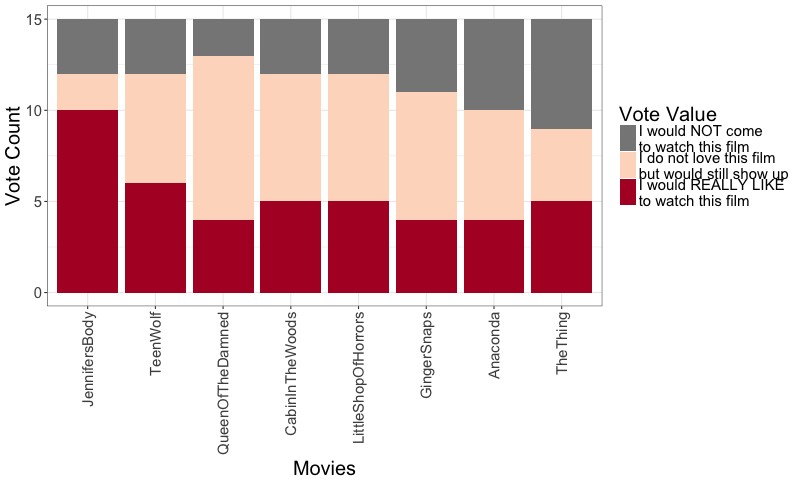 15
10
5
0
Vote Count
JennifersBody
TeenWolf
QueenOfTheDamned
CabinInTheWoods
LittleShopOfHorrors
GingerSnaps
Anaconda
TheThing
Movies
Vote Value
I would NOT come
to watch this film
I do not love this film
but would still show up
I would REALLY LIKE
to watch this film